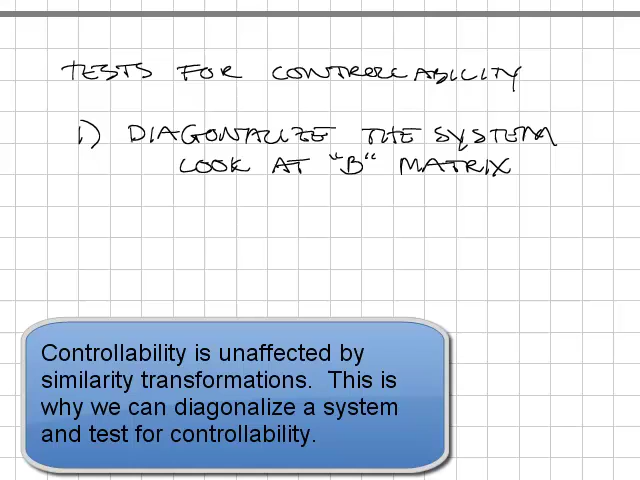 TESTS FOR CONTROLLABILITY
1) DIAGONALIZE THE SYSTEM
LOOK AT "B" MATRIX
Controllability is unaffected by
similarity transformations. This is
why we can diagonalize a system
and test for controllability.